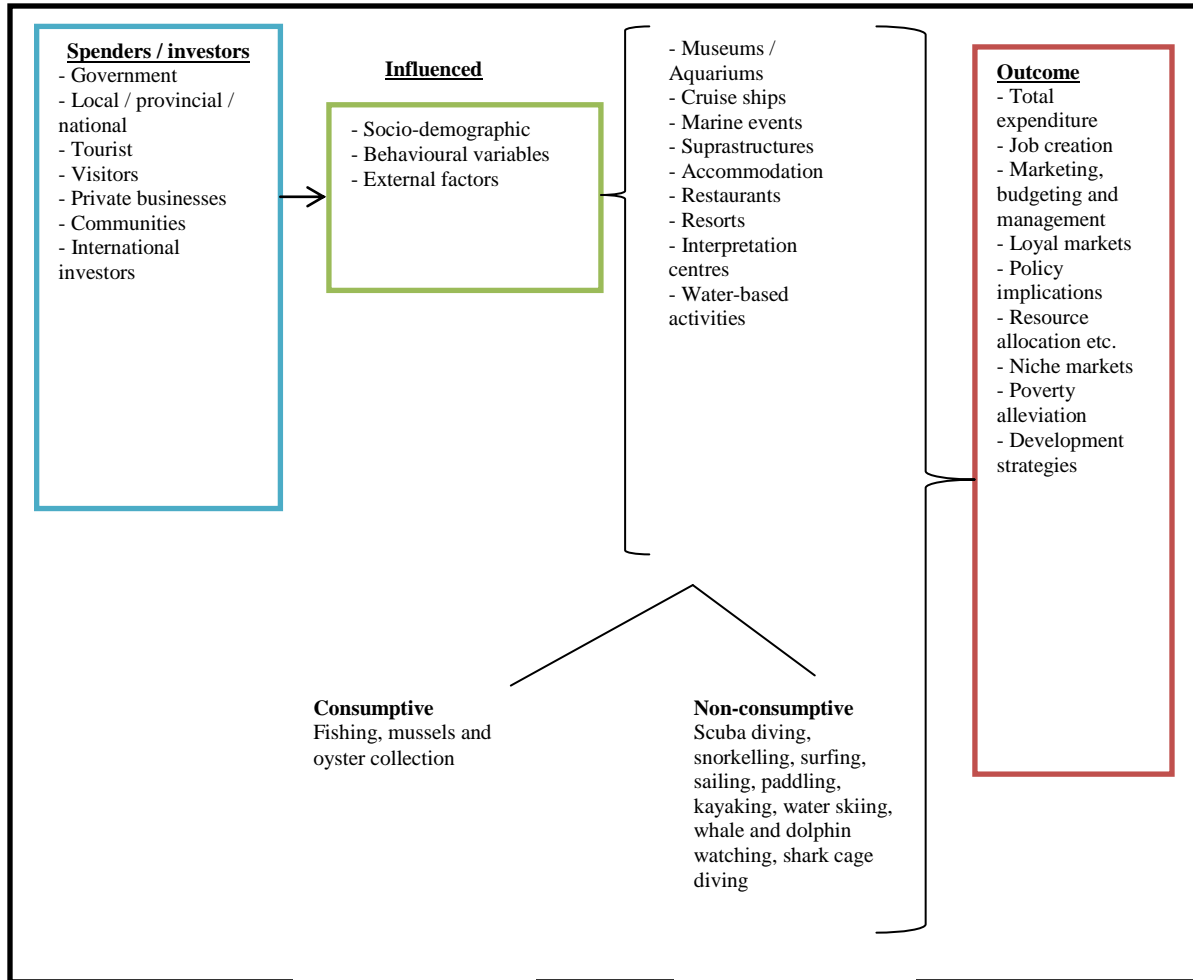 Spenders / investors
- Government
- Local / provincial /
national
- Tourist
- Visitors
- Private businesses
- Communities
- International
investors
Influenced
- Socio-demographic
- Behavioural variables
- External factors
- Museums /
Aquariums
- Cruise ships
- Marine events
- Suprastructures
- Accommodation
- Restaurants
- Resorts
- Interpretation
centres
- Water-based
activities
Outcome
- Total
expenditure
- Job creation
- Marketing,
budgeting and
management
- Loyal markets
- Policy
implications
- Resource
allocation etc.
- Niche markets
- Poverty
alleviation
- Development
strategies
Consumptive
Fishing, mussels and
oyster collection
Non-consumptive
Scuba diving,
snorkelling, surfing,
sailing, paddling,
kayaking, water skiing,
whale and dolphin
watching, shark cage
diving